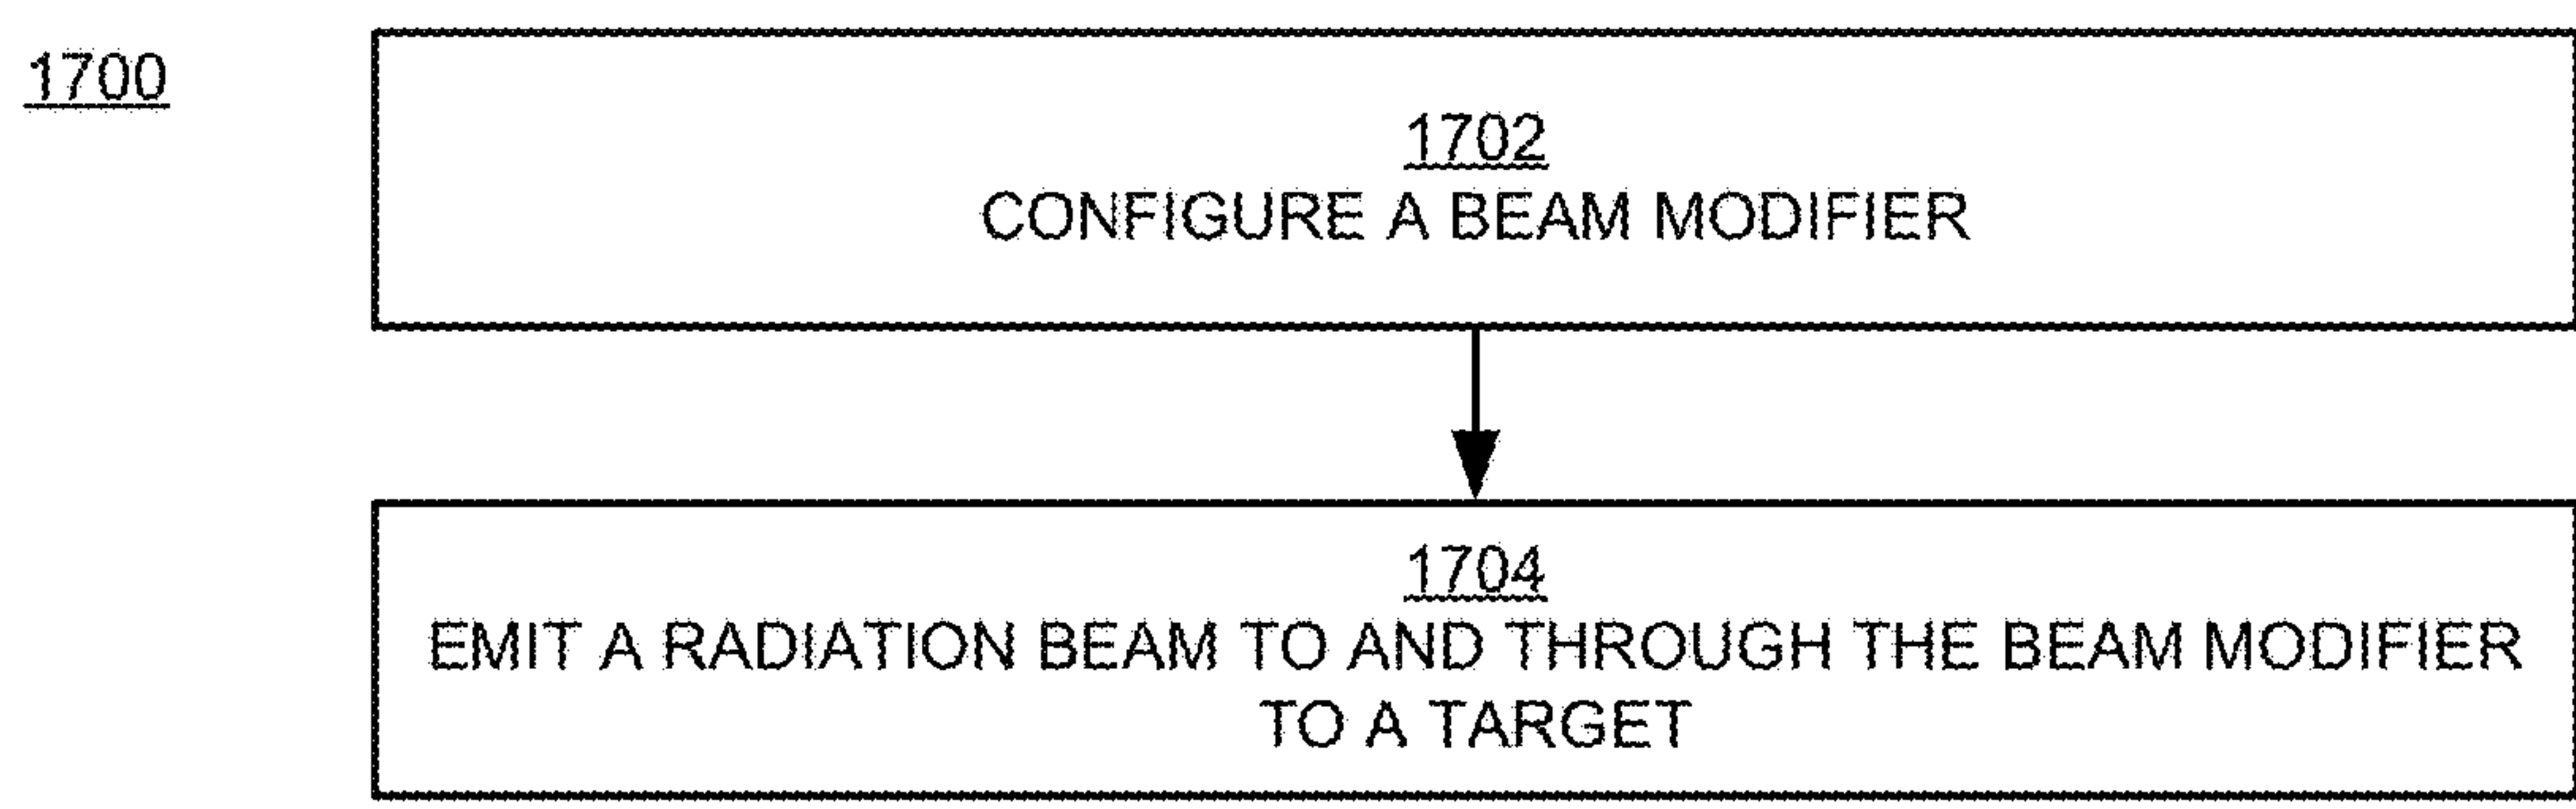 1700
1702
CONFIGURE A BEAM MODIFIER
1704
EMIT A RADIATION BEAM TO AND THROUGH THE BEAM MODIFIER
TO A TARGET